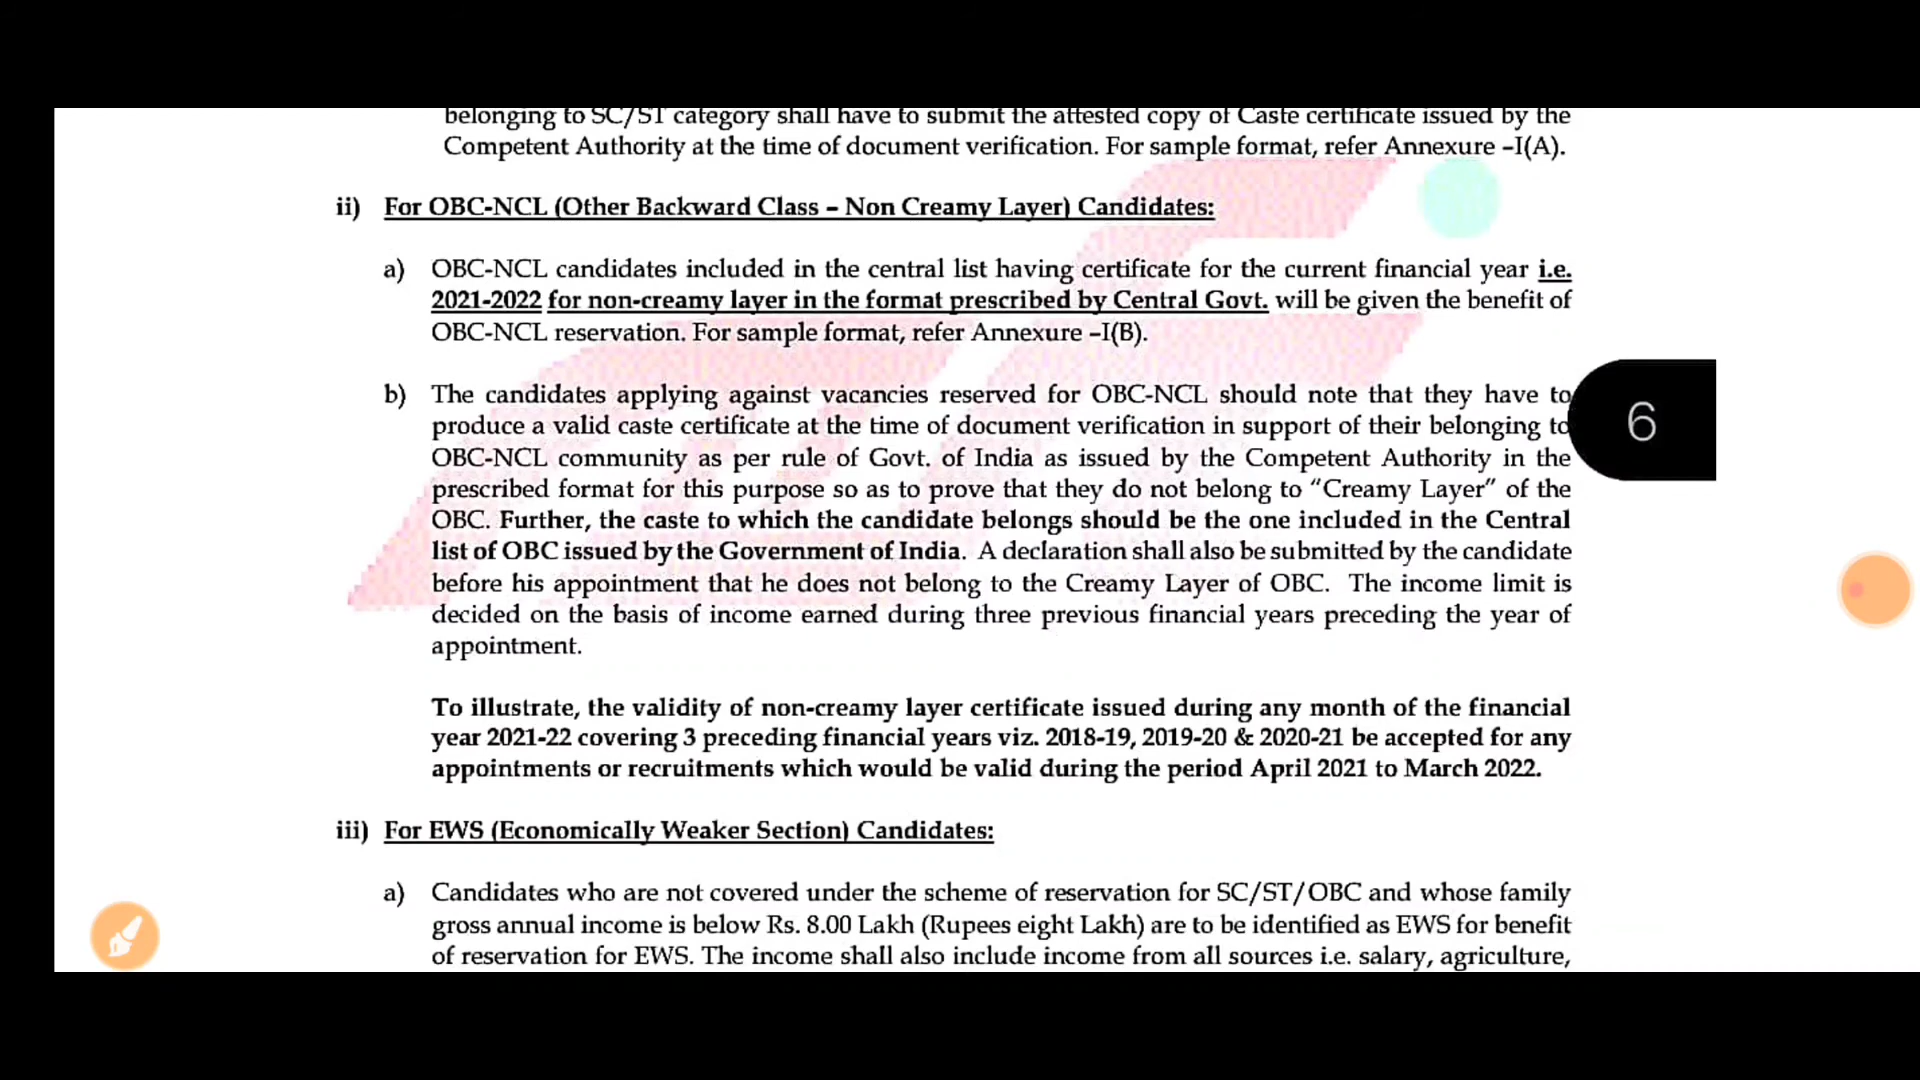 belonging to SC/ST category shall have to submit the attested copy of Caste certificate issued by the
Competent Authority at the time of document verification. For sample format, refer Annexure –I(A).
ii) For OBC-NCL (Other Backward Class – Non Creamy Layer) Candidates:
a) OBC-NCL candidates included in the central list having certificate for the current financial year i.e.
2021-2022 for non-creamy layer in the format prescribed by Central Govt. will be given the benefit of
OBC-NCL reservation. For sample format, refer Annexure –I(B).
b) The candidates applying against vacancies reserved for OBC-NCL should note that they have to
produce a valid caste certificate at the time of document verification in support of their belonging to
OBC-NCL community as per rule of Govt. of India as issued by the Competent Authority in the
prescribed format for this purpose so as to prove that they do not belong to “Creamy Layer” of the
OBC. Further, the caste to which the candidate belongs should be the one included in the Central
list of OBC issued by the Government of India. A declaration shall also be submitted by the candidate
before his appointment that he does not belong to the Creamy Layer of OBC. The income limit is
decided on the basis of income earned during three previous financial years preceding the year of
appointment.
6
To illustrate, the validity of non-creamy layer certificate issued during any month of the financial
year 2021-22 covering 3 preceding financial years viz. 2018-19, 2019-20 & 2020-21 be accepted for any
appointments or recruitments which would be valid during the period April 2021 to March 2022.
iii) For EWS (Economically Weaker Section) Candidates:
a) Candidates who are not covered under the scheme of reservation for SC/ST/OBC and whose family
gross annual income is below Rs. 8.00 Lakh (Rupees eight Lakh) are to be identified as EWS for benefit
of reservation for EWS. The income shall also include income from all sources i.e. salary, agriculture,